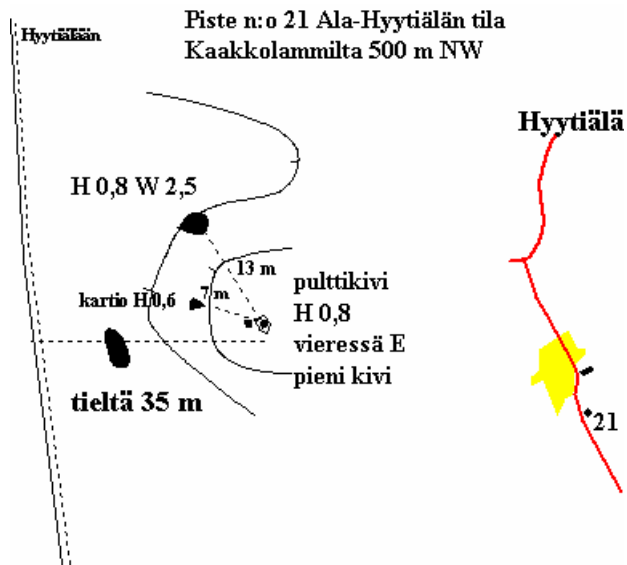 Piste n:o 21 Ala-Hyytiälän tila
Kaakkolammilta 500 m NW
Hyytiälään
Hyytiälä
H 0,8 W 2,5
13 m
kartio H 0,6
7 m
pulttikivi
H 0,8
vieressä E
pieni kivi
tieltä 35 m
21